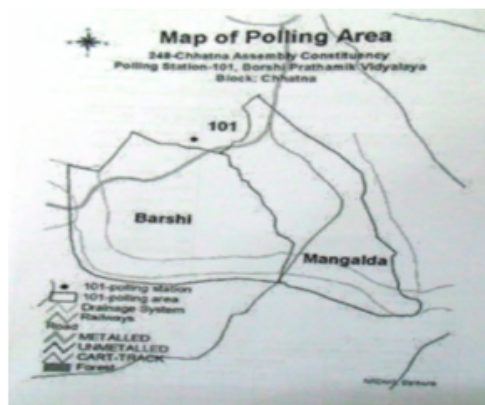 Map of Polling Area
248-Chhatna Assembly Constituency
Polling Station-101, Borshi Prathamik Vidyalaya
Block: Chhatna
101
Barshi
Mangalda
101-polling station
101-polling area
Drainage System
Railways
Road
METALLED
UNMETALLED
CART-TRACK
Forest